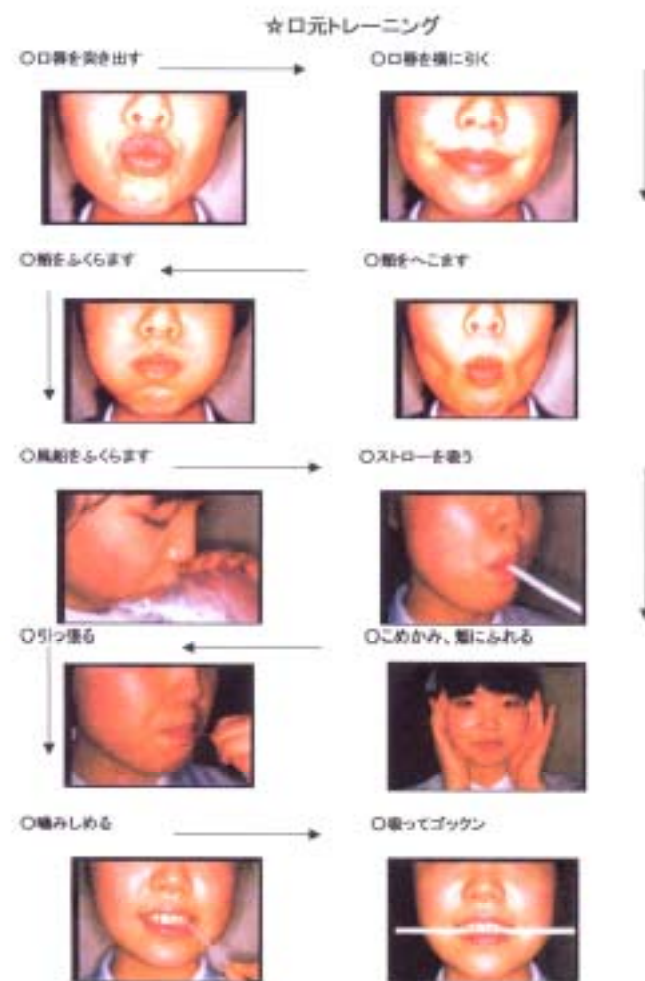 ☆口元トレーニング
○口唇を突き出す
○口唇を横に引く
○頬をふくらます
○頬をへこます
○風船をふくらます
○ストローを吸う
○引っ張る
○こめかみ、頬にふれる
○噛みしめる
○吸ってゴックン